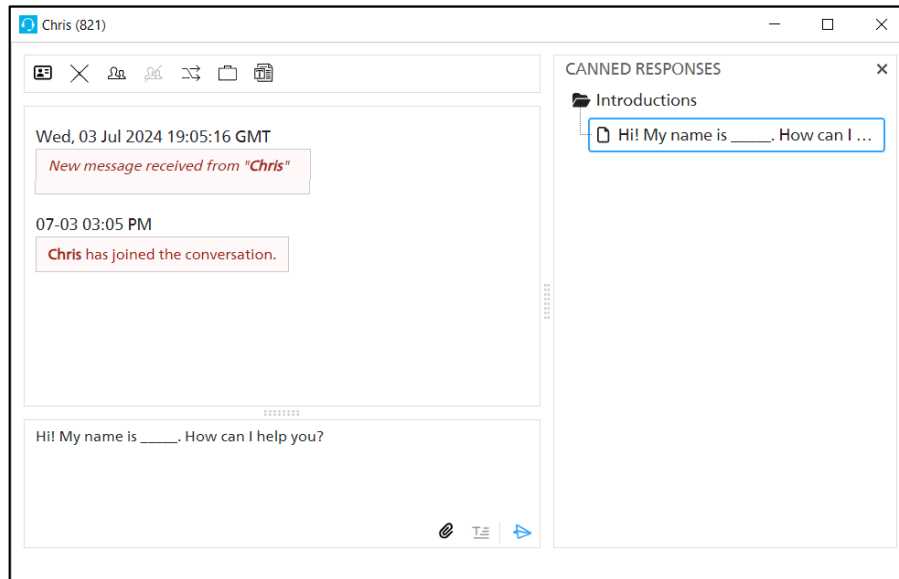 Chris (821)
CANNED RESPONSES
Introductions
Hi! My name is _____. How can I ...
Wed, 03 Jul 2024 19:05:16 GMT
New message received from "Chris"
07-03 03:05 PM
Chris has joined the conversation.
Hi! My name is _____. How can I help you?